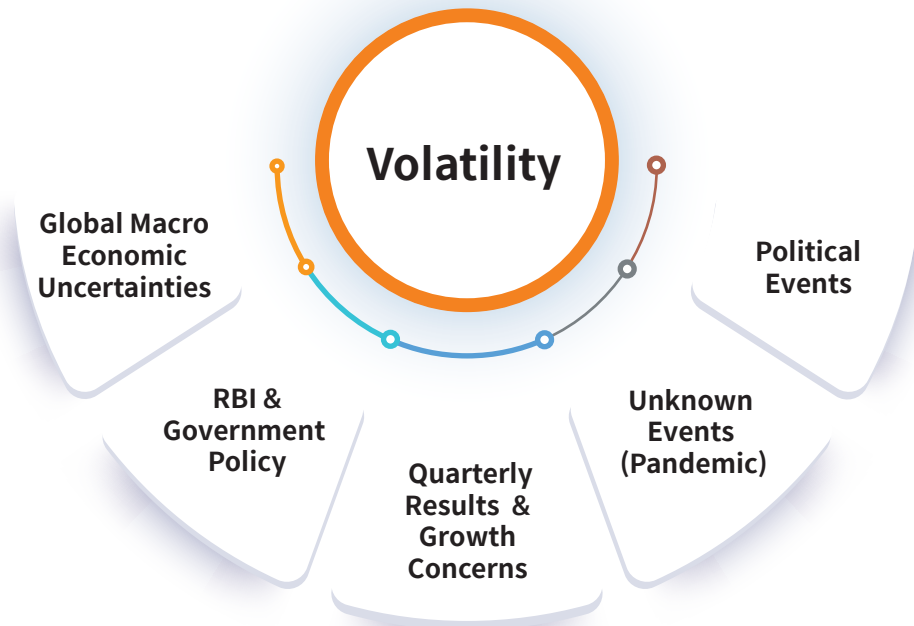 Volatility
Global Macro
Economic
Uncertainties
RBI &
Government
Policy
Quarterly
Results &
Growth
Concerns
Unknown
Events
(Pandemic)
Political
Events